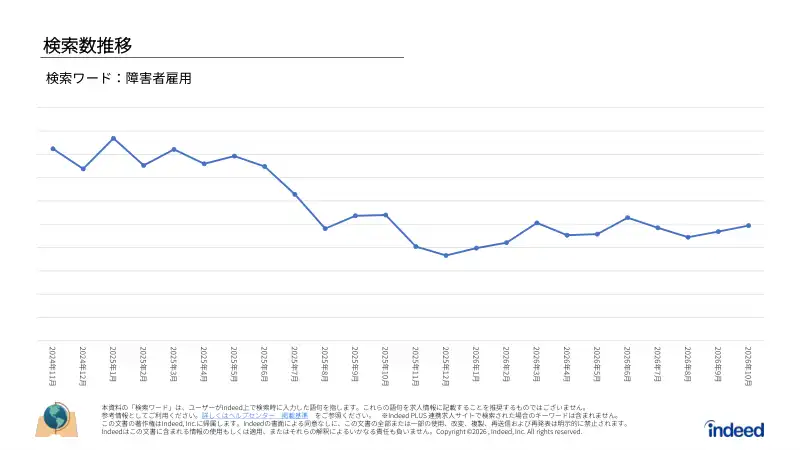 検索数推移
検索ワード：障害者雇用
2024年11月
2024年12月
2025年1月
2025年2月
2025年3月
2025年4月
2025年5月
2025年6月
2025年7月
2025年8月
2025年9月
2025年10月
2025年11月
2025年12月
2026年1月
2026年2月
2026年3月
2026年4月
2026年5月
2026年6月
2026年7月
2026年8月
2026年9月
2026年10月
本資料の「検索ワード」は、ユーザーがIndeed上で検索時に入力した語句を指します。これらの語句を求人情報に記載することを推奨するものではございません。
参考情報としてご利用ください。詳しくはヘルプセンター 掲載基準 をご参照ください。 ※Indeed PLUS 連携求人サイトで検索された場合のキーワードは含まれません。
この文書の著作権はIndeed, Inc.に帰属します。Indeedの書面による同意なしに、この文書の全部または一部の使用、改変、複製、再送信および再発表は明示的に禁止されます。
Indeedはこの文書に含まれる情報の使用もしくは適用、またはそれらの解釈によるいかなる責任も負いません。Copyright ©2026 , Indeed, Inc. All rights reserved.
indeed